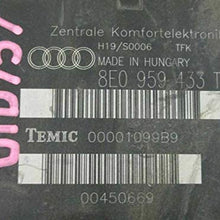 Zentrale Komfortelektronik
H19/S0006 TFK
MADE IN HUNGARY
8E0 959 433
TEMIC 00001099B9
00450669